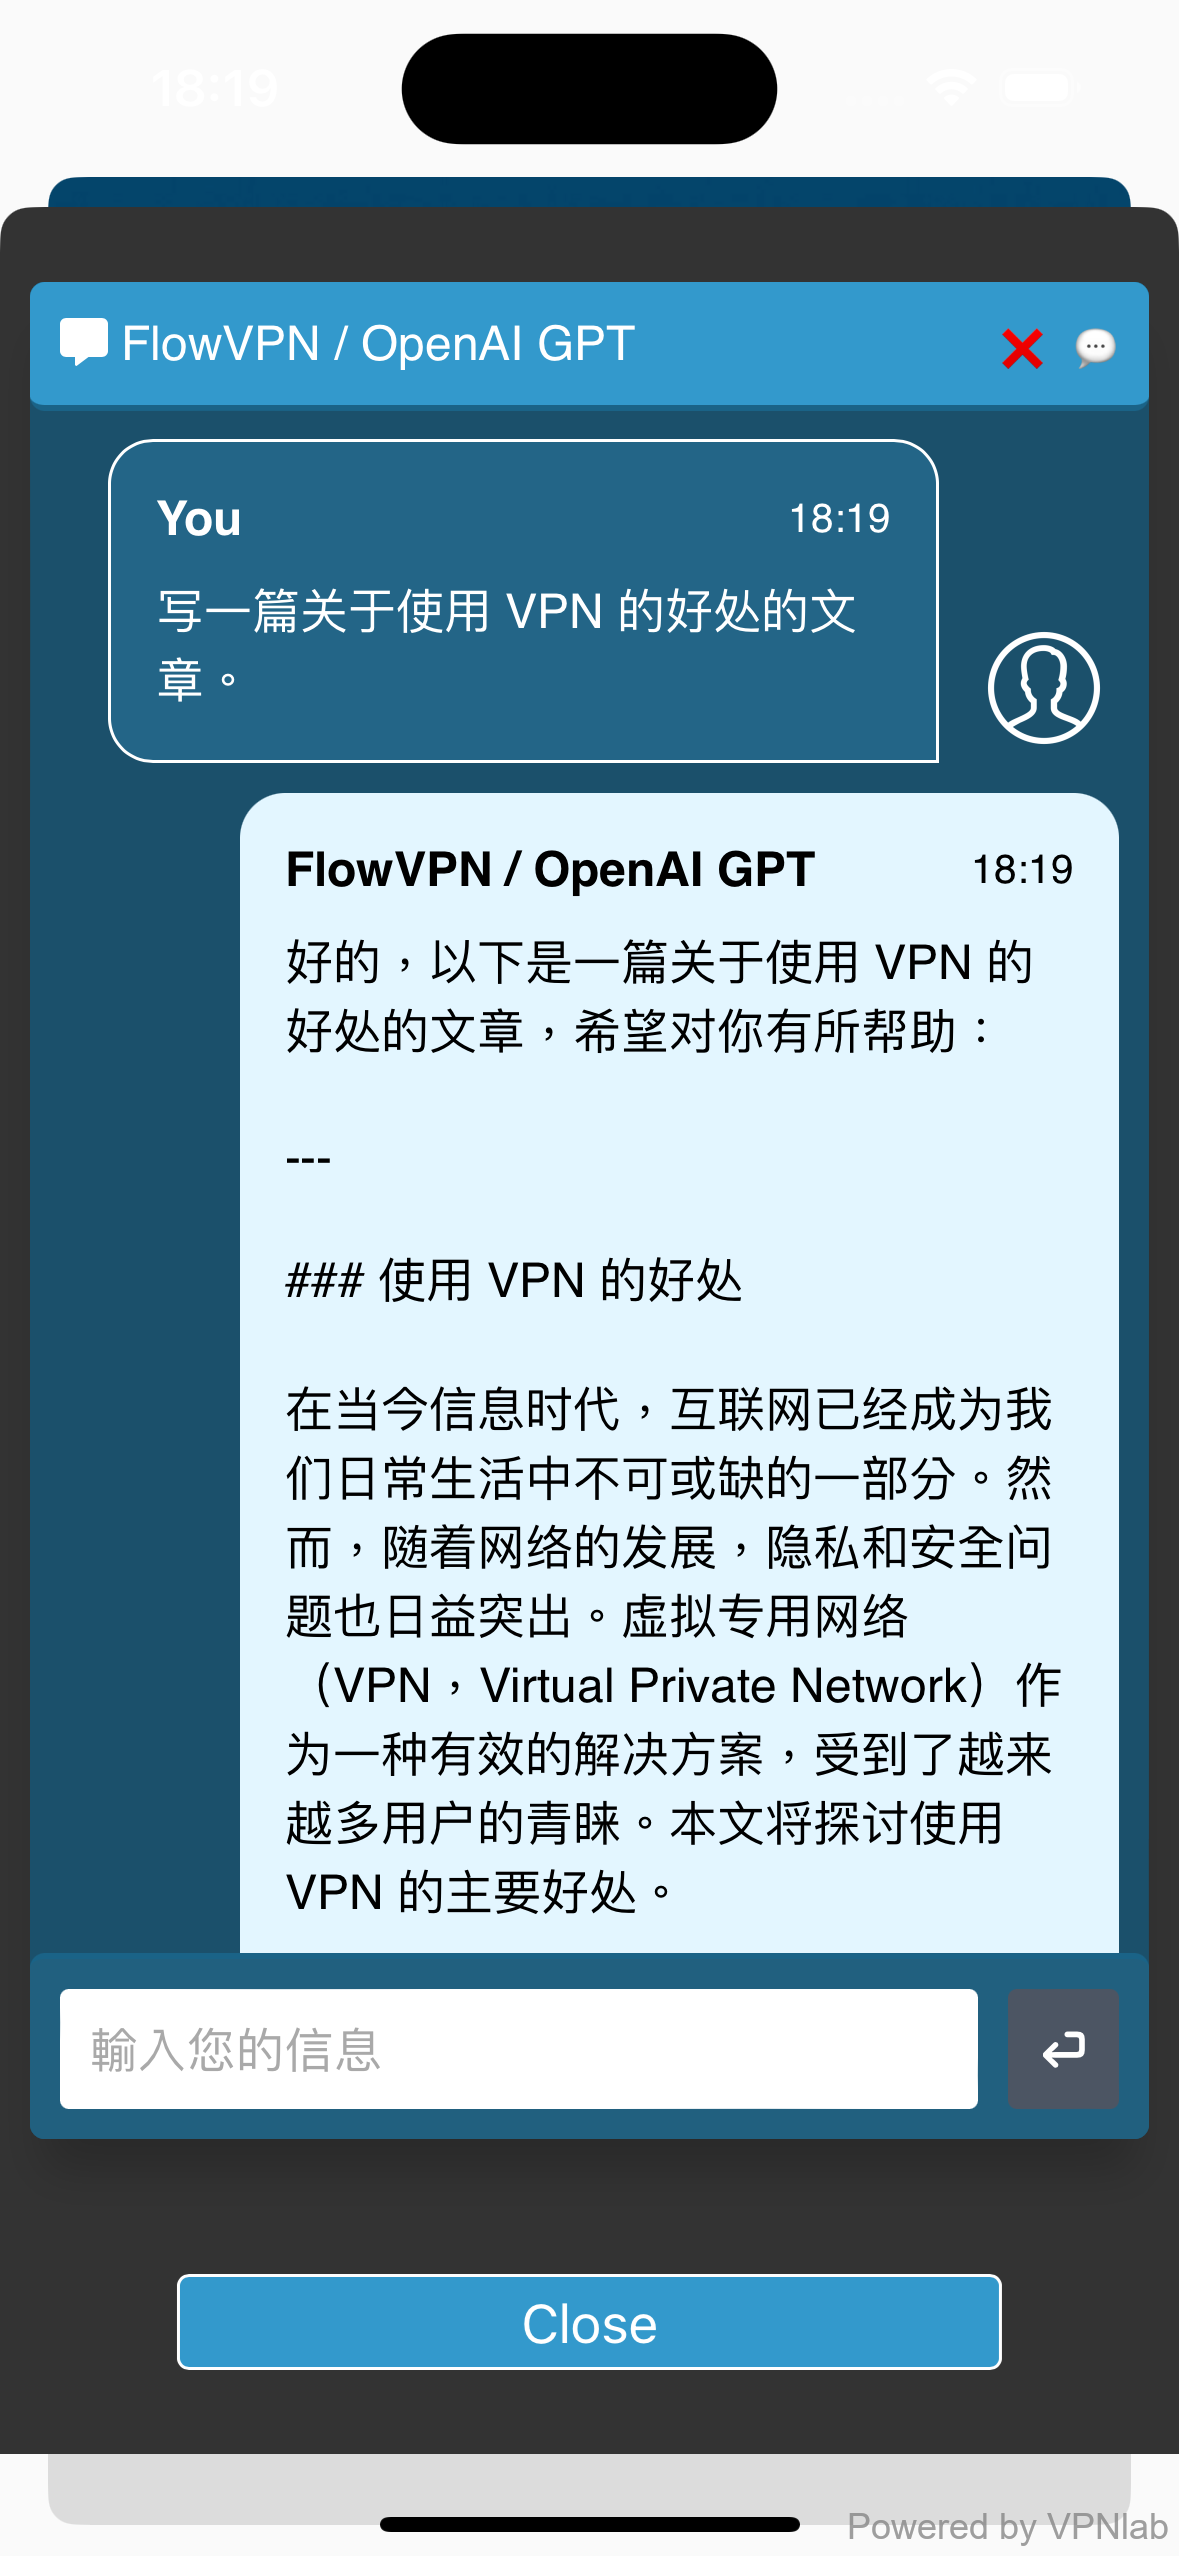 18:19
FlowVPN / OpenAI GPT
You 18:19
写一篇关于使用 VPN 的好处的文
章。
FlowVPN / OpenAI GPT 18:19
好的，以下是一篇关于使用 VPN 的
好处的文章，希望对你有所帮助：
---
### 使用 VPN 的好处
在当今信息时代，互联网已经成为我
们日常生活中不可或缺的一部分。然
而，随着网络的发展，隐私和安全问
题也日益突出。虚拟专用网络
（VPN，Virtual Private Network）作
为一种有效的解决方案，受到了越来
越多用户的青睐。本文将探讨使用
VPN 的主要好处。
輸入您的信息
Close
Powered by VPNlab